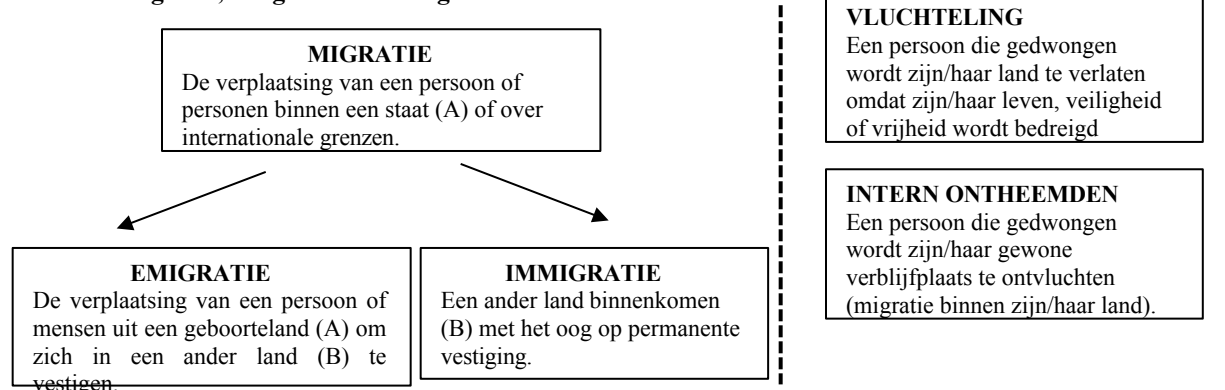 MIGRATIE
De verplaatsing van een persoon of
personen binnen een staat (A) of over
internationale grenzen.
EMIGRATIE
De verplaatsing van een persoon of
mensen uit een geboorteland (A) om
zich in een ander land (B) te
vestigen.
IMMIGRATIE
Een ander land binnenkomen
(B) met het oog op permanente
vestiging.
VLUCHTELING
Een persoon die gedwongen
wordt zijn/haar land te verlaten
omdat zijn/haar leven, veiligheid
of vrijheid wordt bedreigd
INTERN ONTHEEMDEN
Een persoon die gedwongen
wordt zijn/haar gewone
verblijfplaats te ontvluchten
(migratie binnen zijn/haar land).